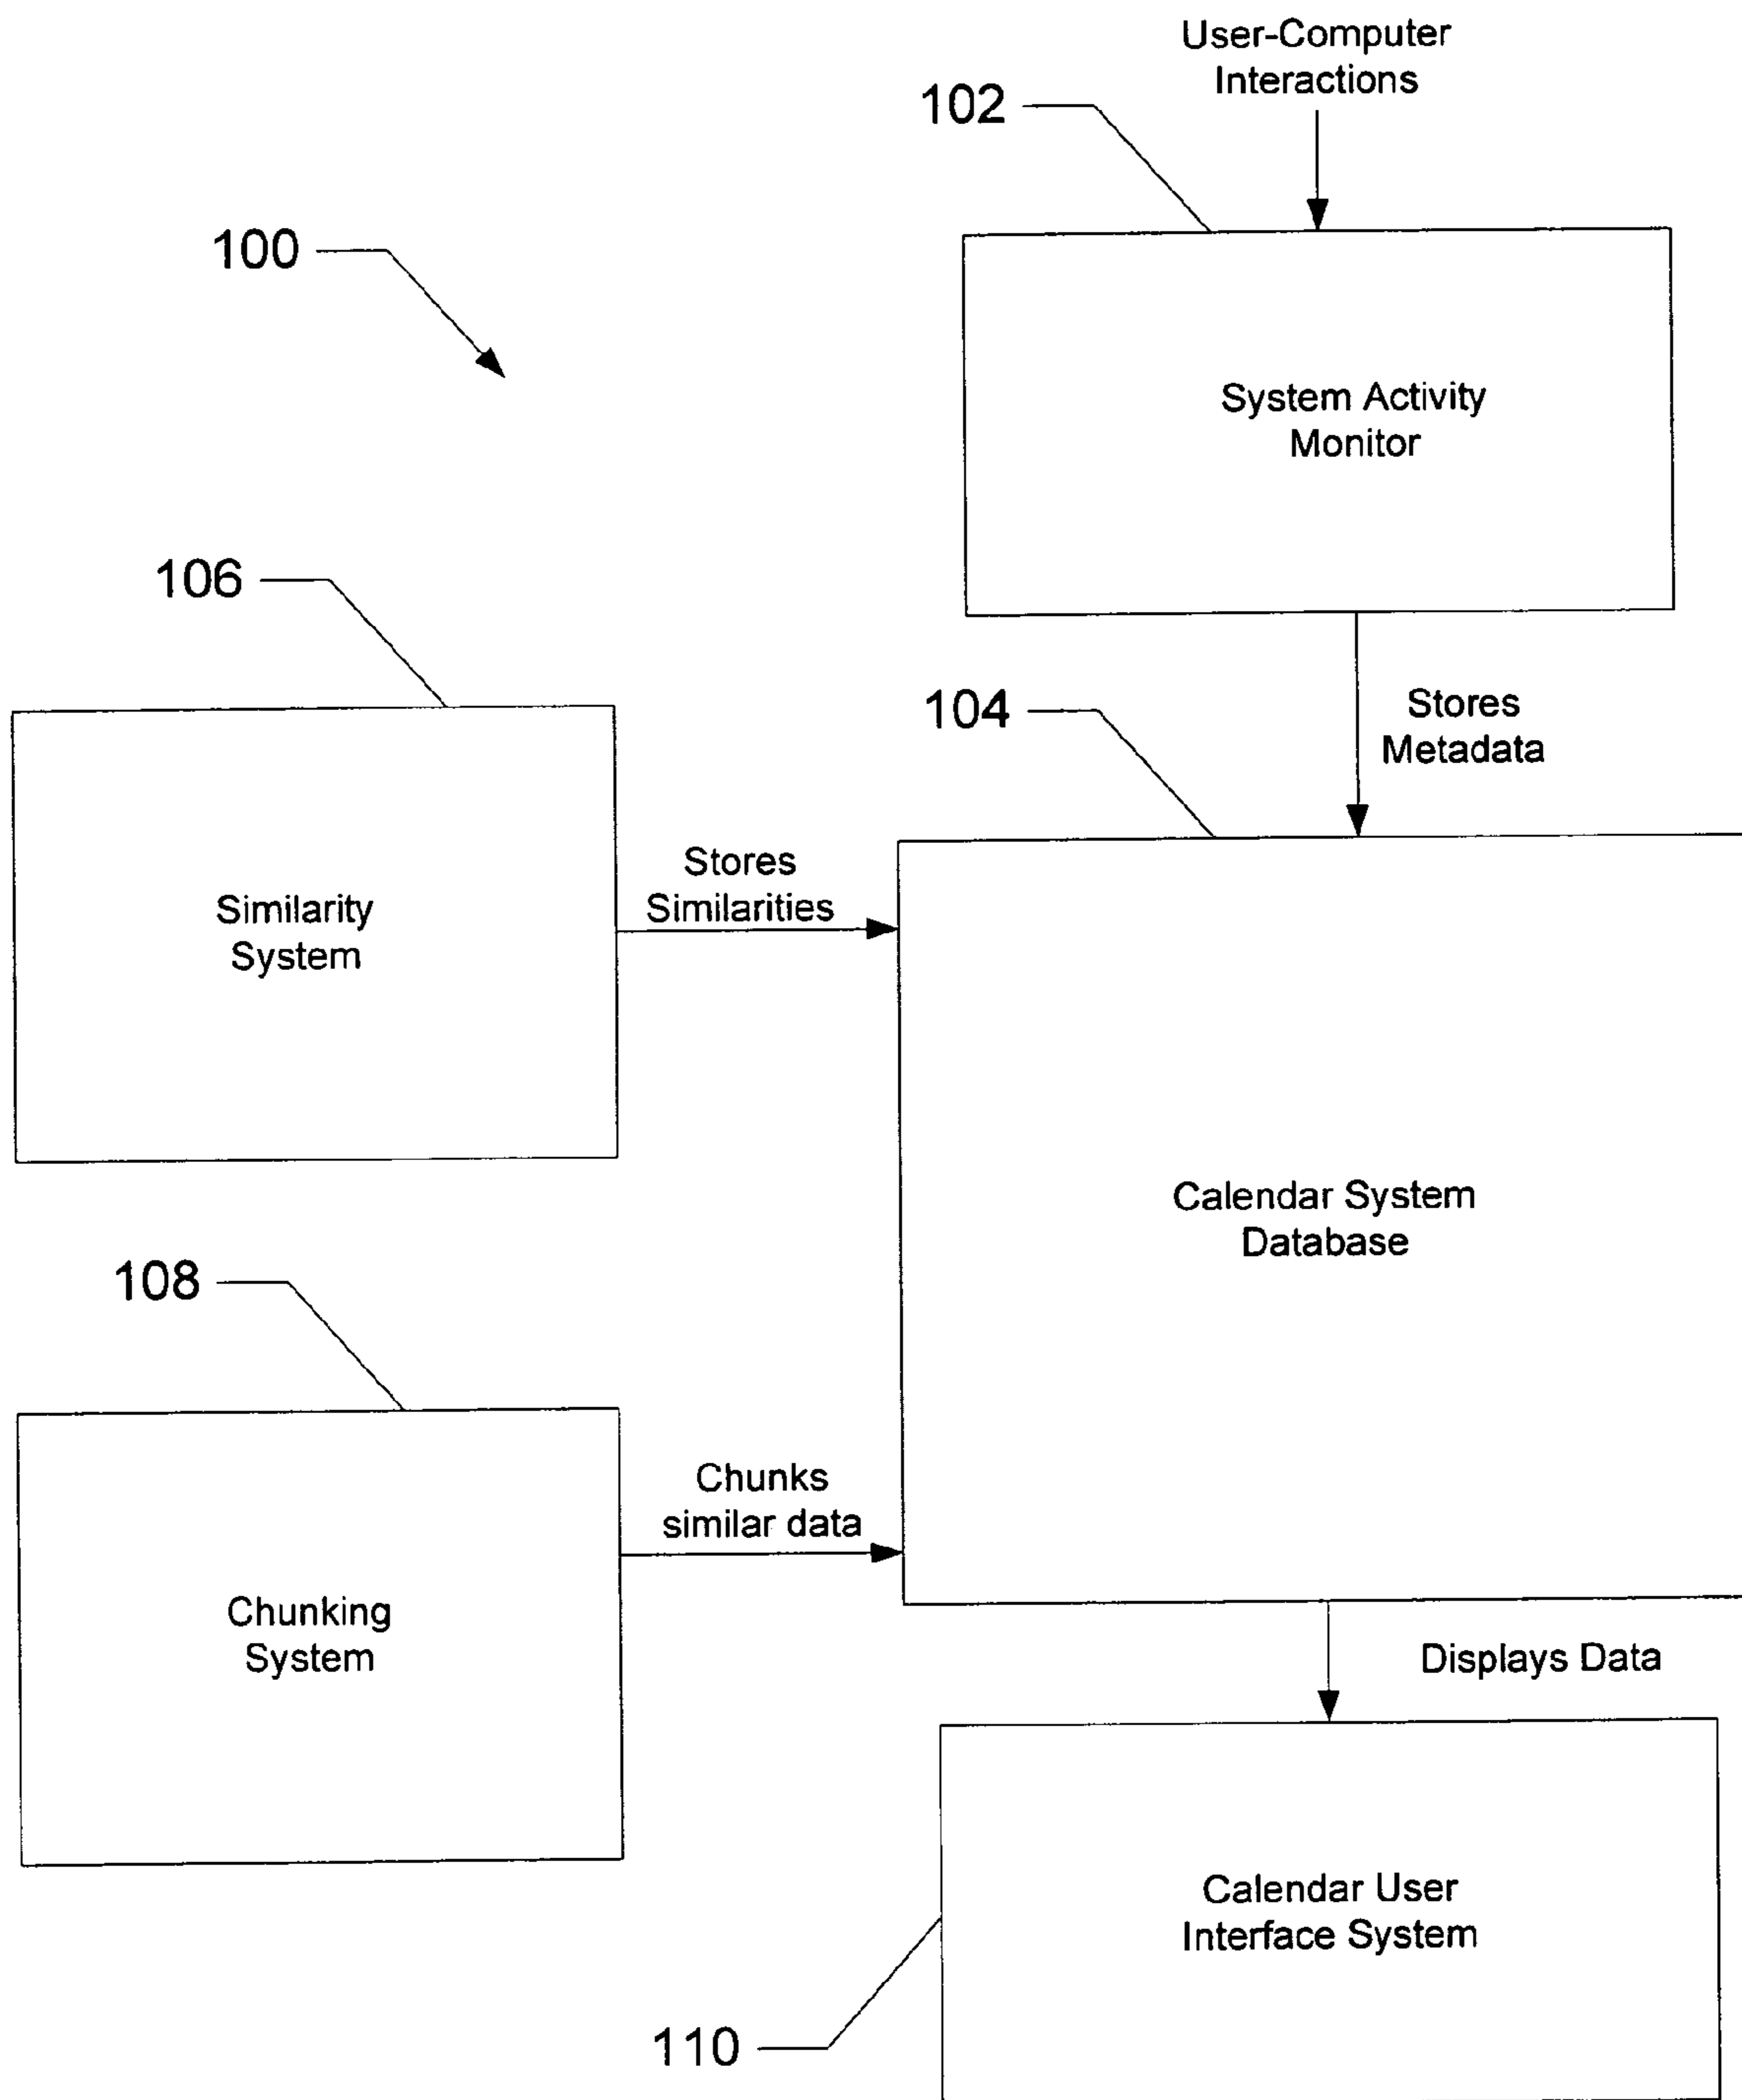 User-Computer
Interactions
102
100
System Activity
Monitor
106
104
Stores
Metadata
Stores
Similarities
Similarity
System
Calendar System
Database
108
Chunks
similar data
Chunking
System
Displays Data
Calendar User
Interface System
110